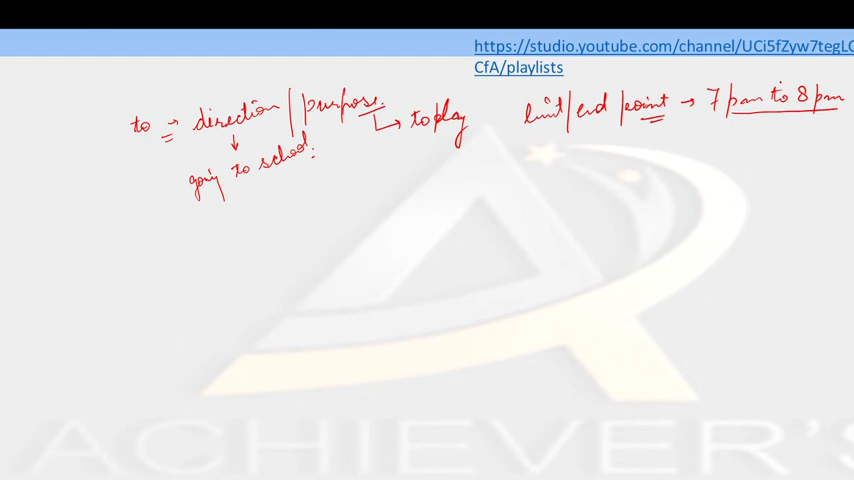 https://studio.youtube.com/channel/UCi5fZyw7tegLC
CfA/playlists
to → direction / purpose. limit / end point → 7 pm to 8 pm
↳ to play
going to school.
ACHIEVER'S